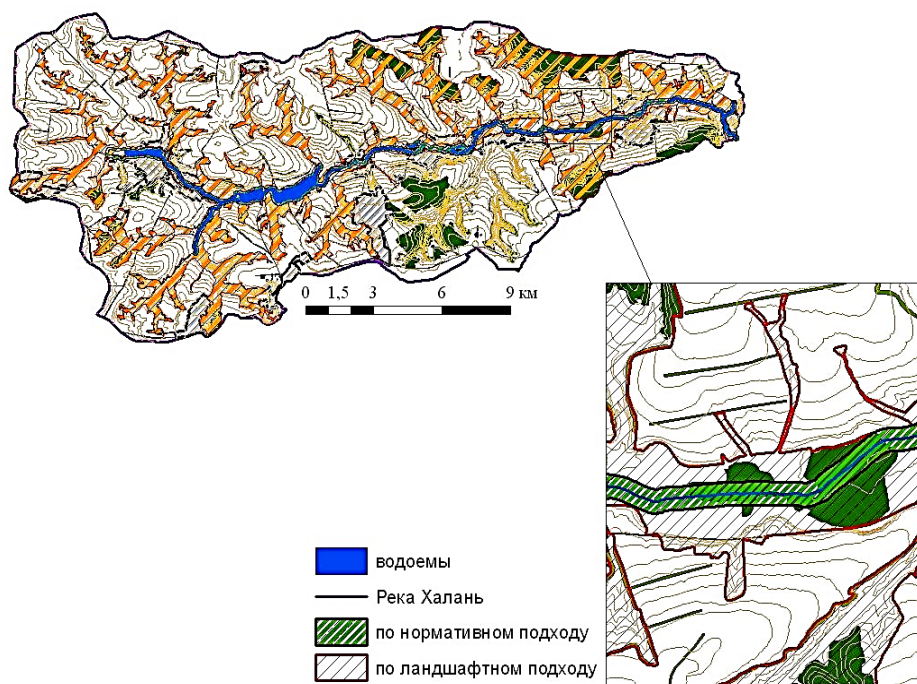 0 1,5 3 6 9 км
водоемы
Река Халань
по нормативном подходу
по ландшафтном подходу